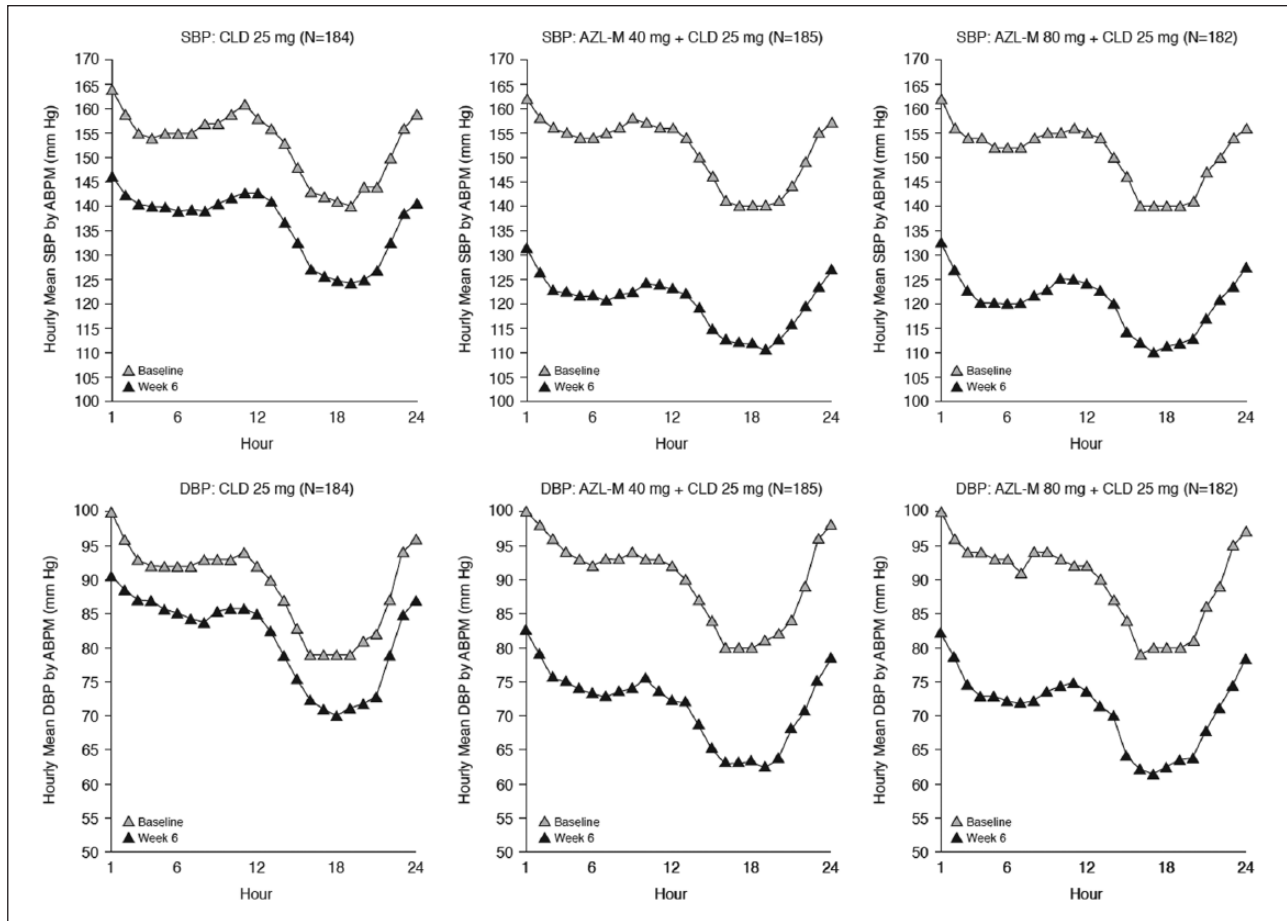 SBP: CLD 25 mg (N=184)
170
165
160
155
150
145
140
135
130
125
120
115
110
105
100
Hourly Mean SBP by ABPM (mm Hg)
Baseline
Week 6
1 6 12 18 24
Hour
SBP: AZL-M 40 mg + CLD 25 mg (N=185)
170
165
160
155
150
145
140
135
130
125
120
115
110
105
100
Hourly Mean SBP by ABPM (mm Hg)
Baseline
Week 6
1 6 12 18 24
Hour
SBP: AZL-M 80 mg + CLD 25 mg (N=182)
170
165
160
155
150
145
140
135
130
125
120
115
110
105
100
Hourly Mean SBP by ABPM (mm Hg)
Baseline
Week 6
1 6 12 18 24
Hour
DBP: CLD 25 mg (N=184)
100
95
90
85
80
75
70
65
60
55
50
Hourly Mean DBP by ABPM (mm Hg)
Baseline
Week 6
1 6 12 18 24
Hour
DBP: AZL-M 40 mg + CLD 25 mg (N=185)
100
95
90
85
80
75
70
65
60
55
50
Hourly Mean DBP by ABPM (mm Hg)
Baseline
Week 6
1 6 12 18 24
Hour
DBP: AZL-M 80 mg + CLD 25 mg (N=182)
100
95
90
85
80
75
70
65
60
55
50
Hourly Mean DBP by ABPM (mm Hg)
Baseline
Week 6
1 6 12 18 24
Hour